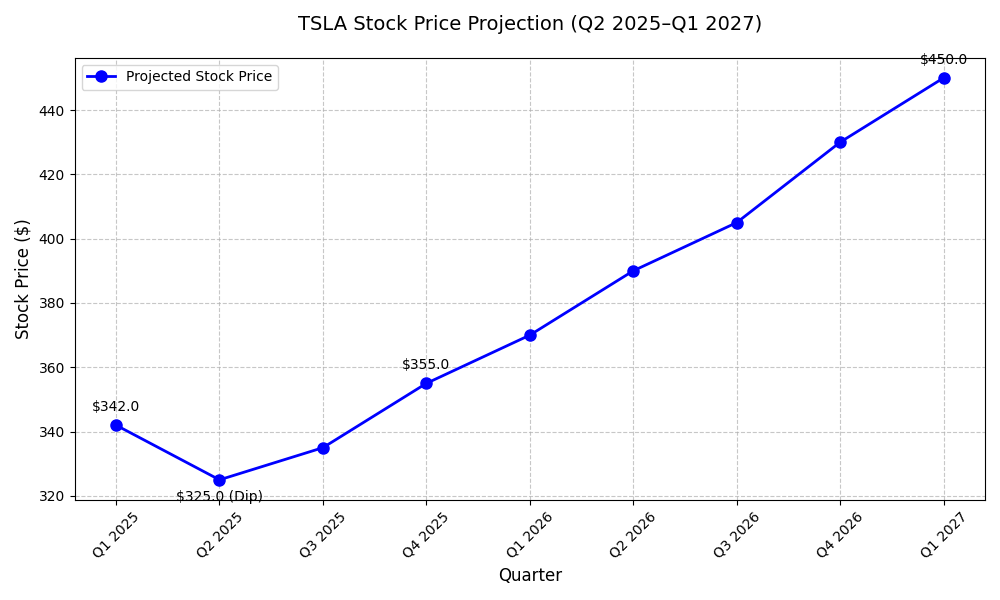 TSLA Stock Price Projection (Q2 2025–Q1 2027)
Projected Stock Price
$450.0
$355.0
$342.0
$325.0 (Dip)
440
420
400
380
360
340
320
Stock Price ($)
Q1 2025
Q2 2025
Q3 2025
Q4 2025
Q1 2026
Q2 2026
Q3 2026
Q4 2026
Q1 2027
Quarter